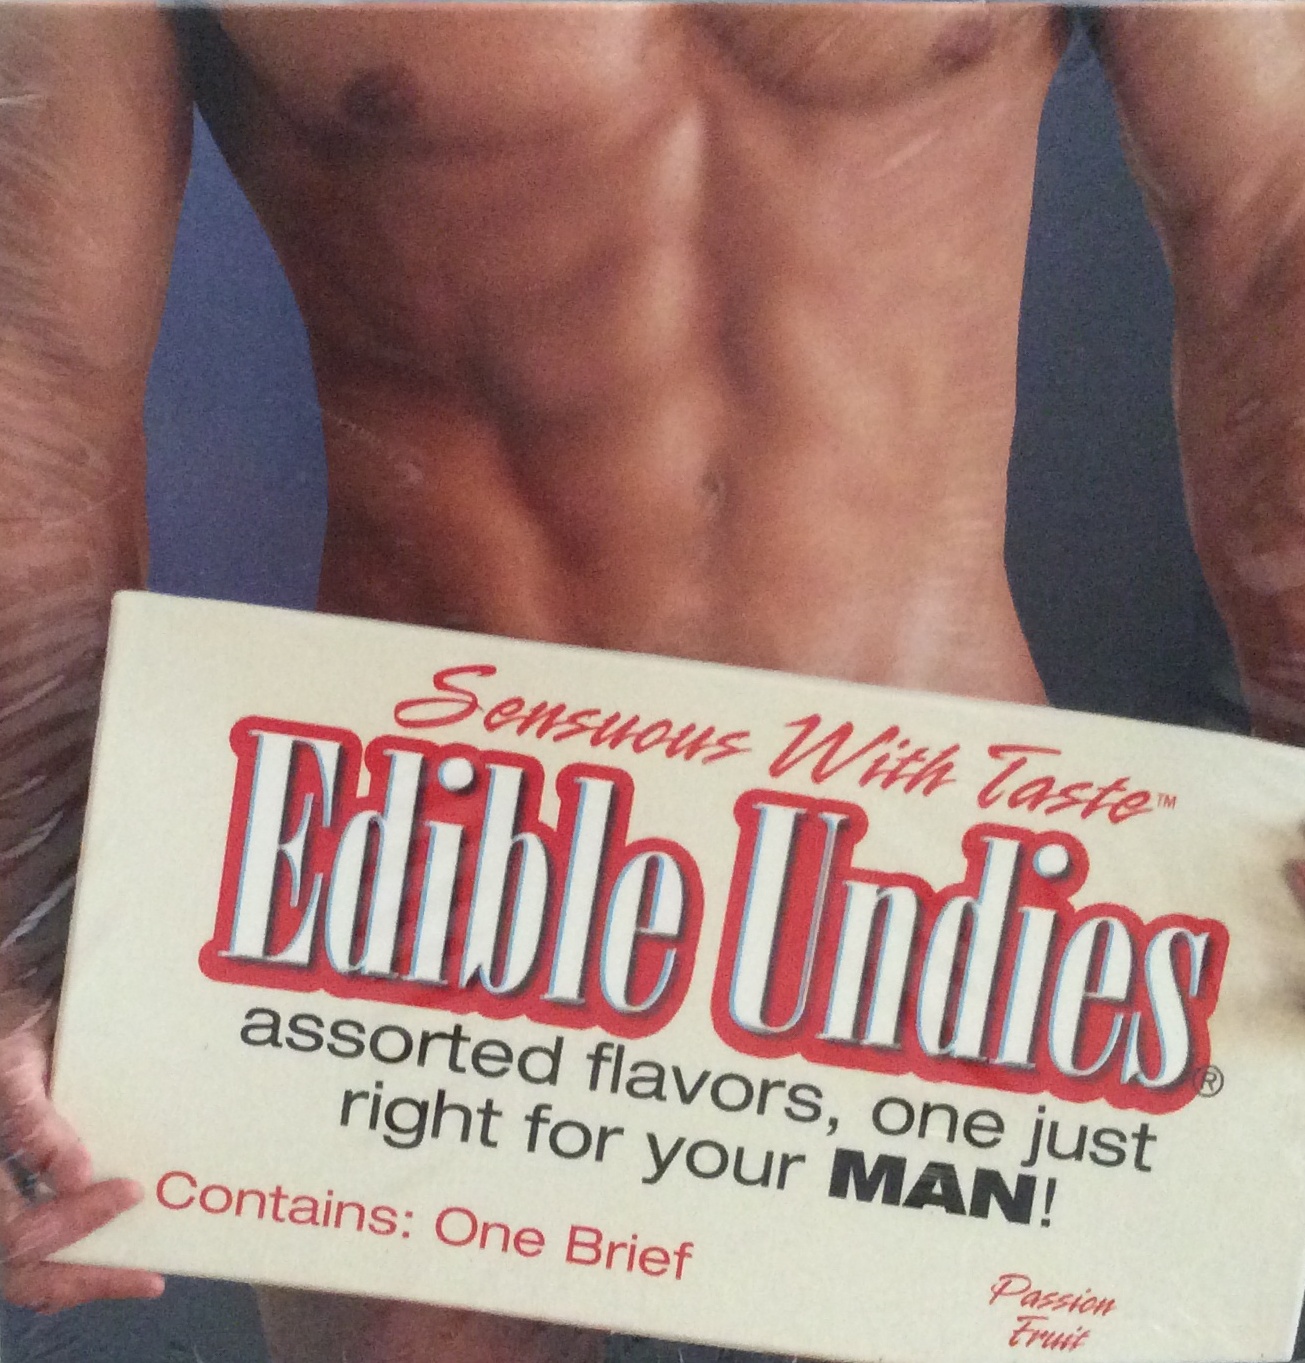 Sensuous With Taste™
Edible Undies®
assorted flavors, one just
right for your MAN!
Contains: One Brief
Passion
Fruit